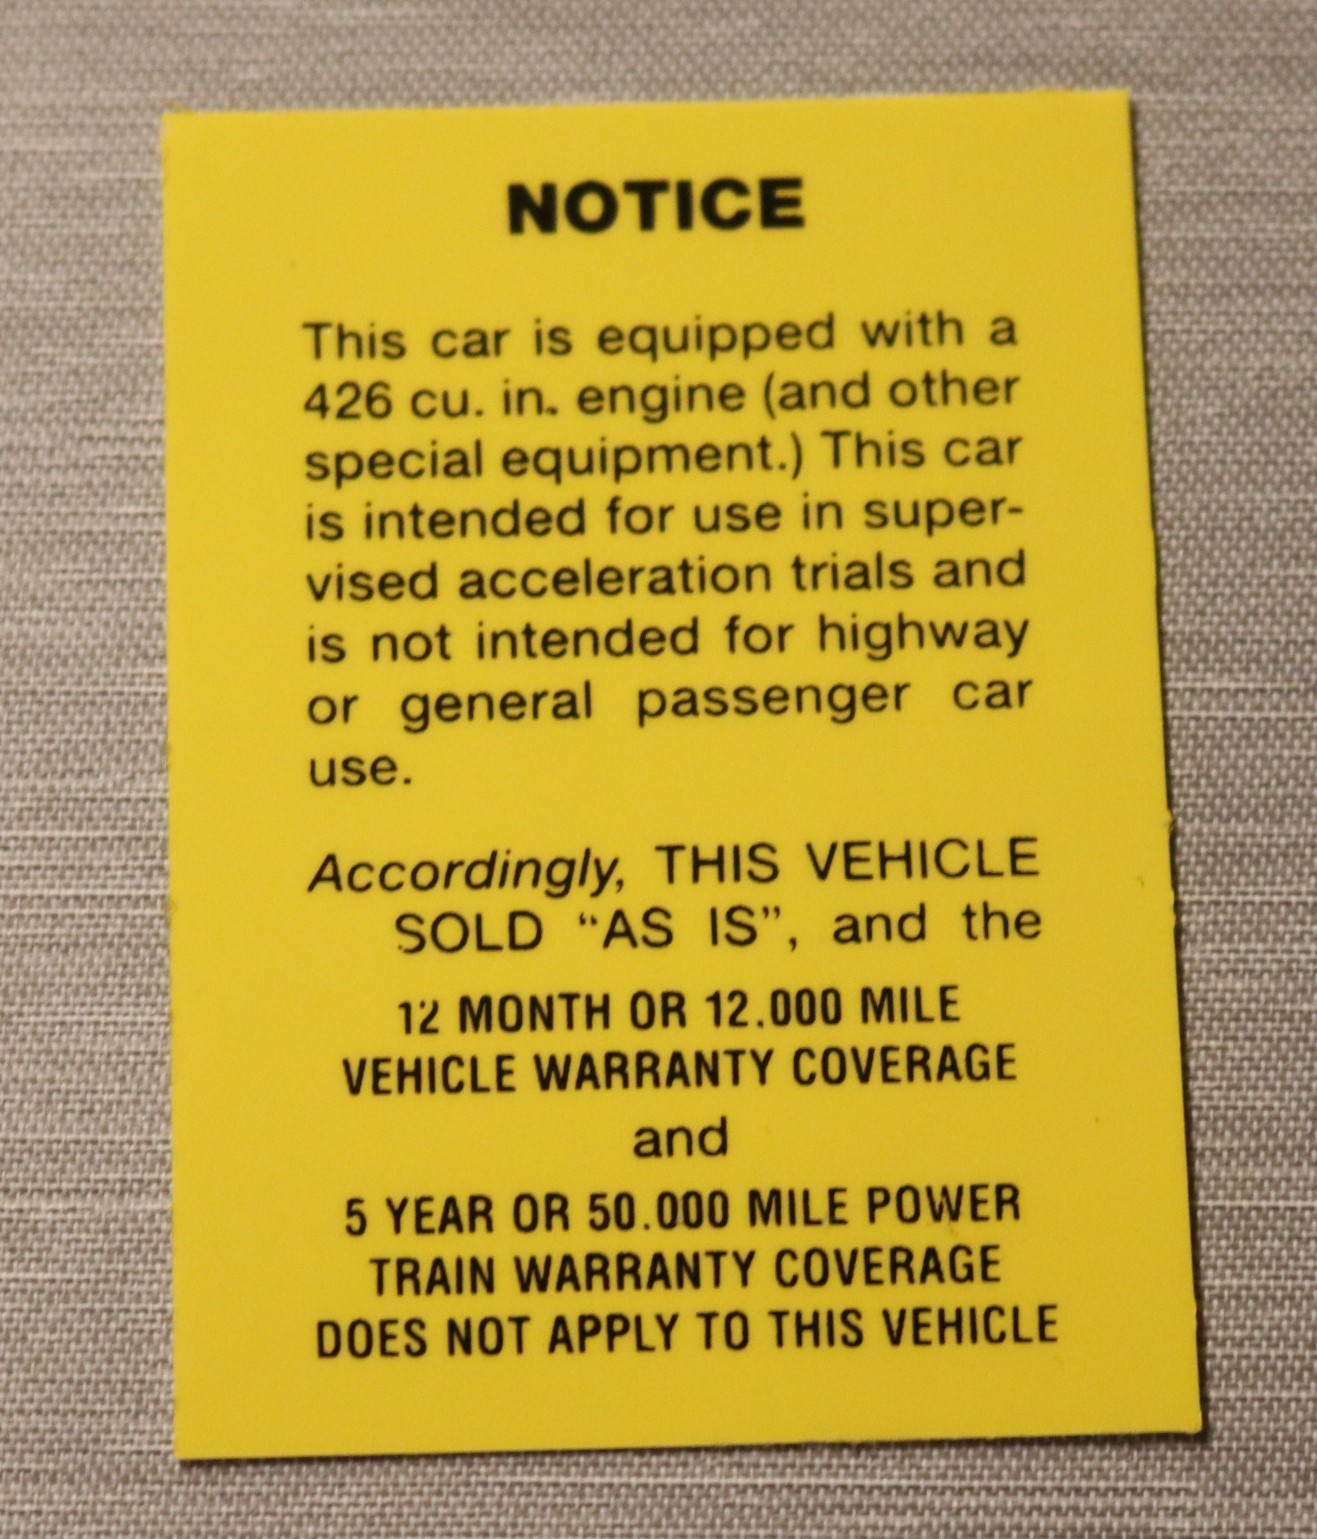 NOTICE
This car is equipped with a
426 cu. in. engine (and other
special equipment.) This car
is intended for use in super-
vised acceleration trials and
is not intended for highway
or general passenger car
use.
Accordingly, THIS VEHICLE
SOLD “AS IS”, and the
12 MONTH OR 12.000 MILE
VEHICLE WARRANTY COVERAGE
and
5 YEAR OR 50.000 MILE POWER
TRAIN WARRANTY COVERAGE
DOES NOT APPLY TO THIS VEHICLE